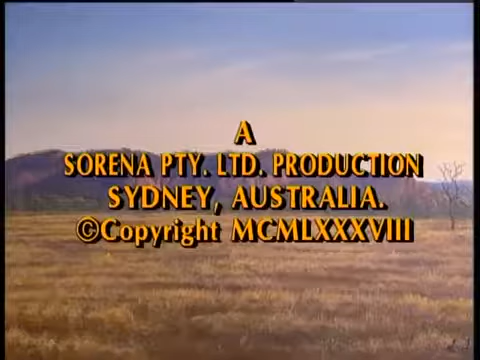 A
SORENA PTY. LTD. PRODUCTION
SYDNEY, AUSTRALIA.
©Copyright MCMLXXXVIII